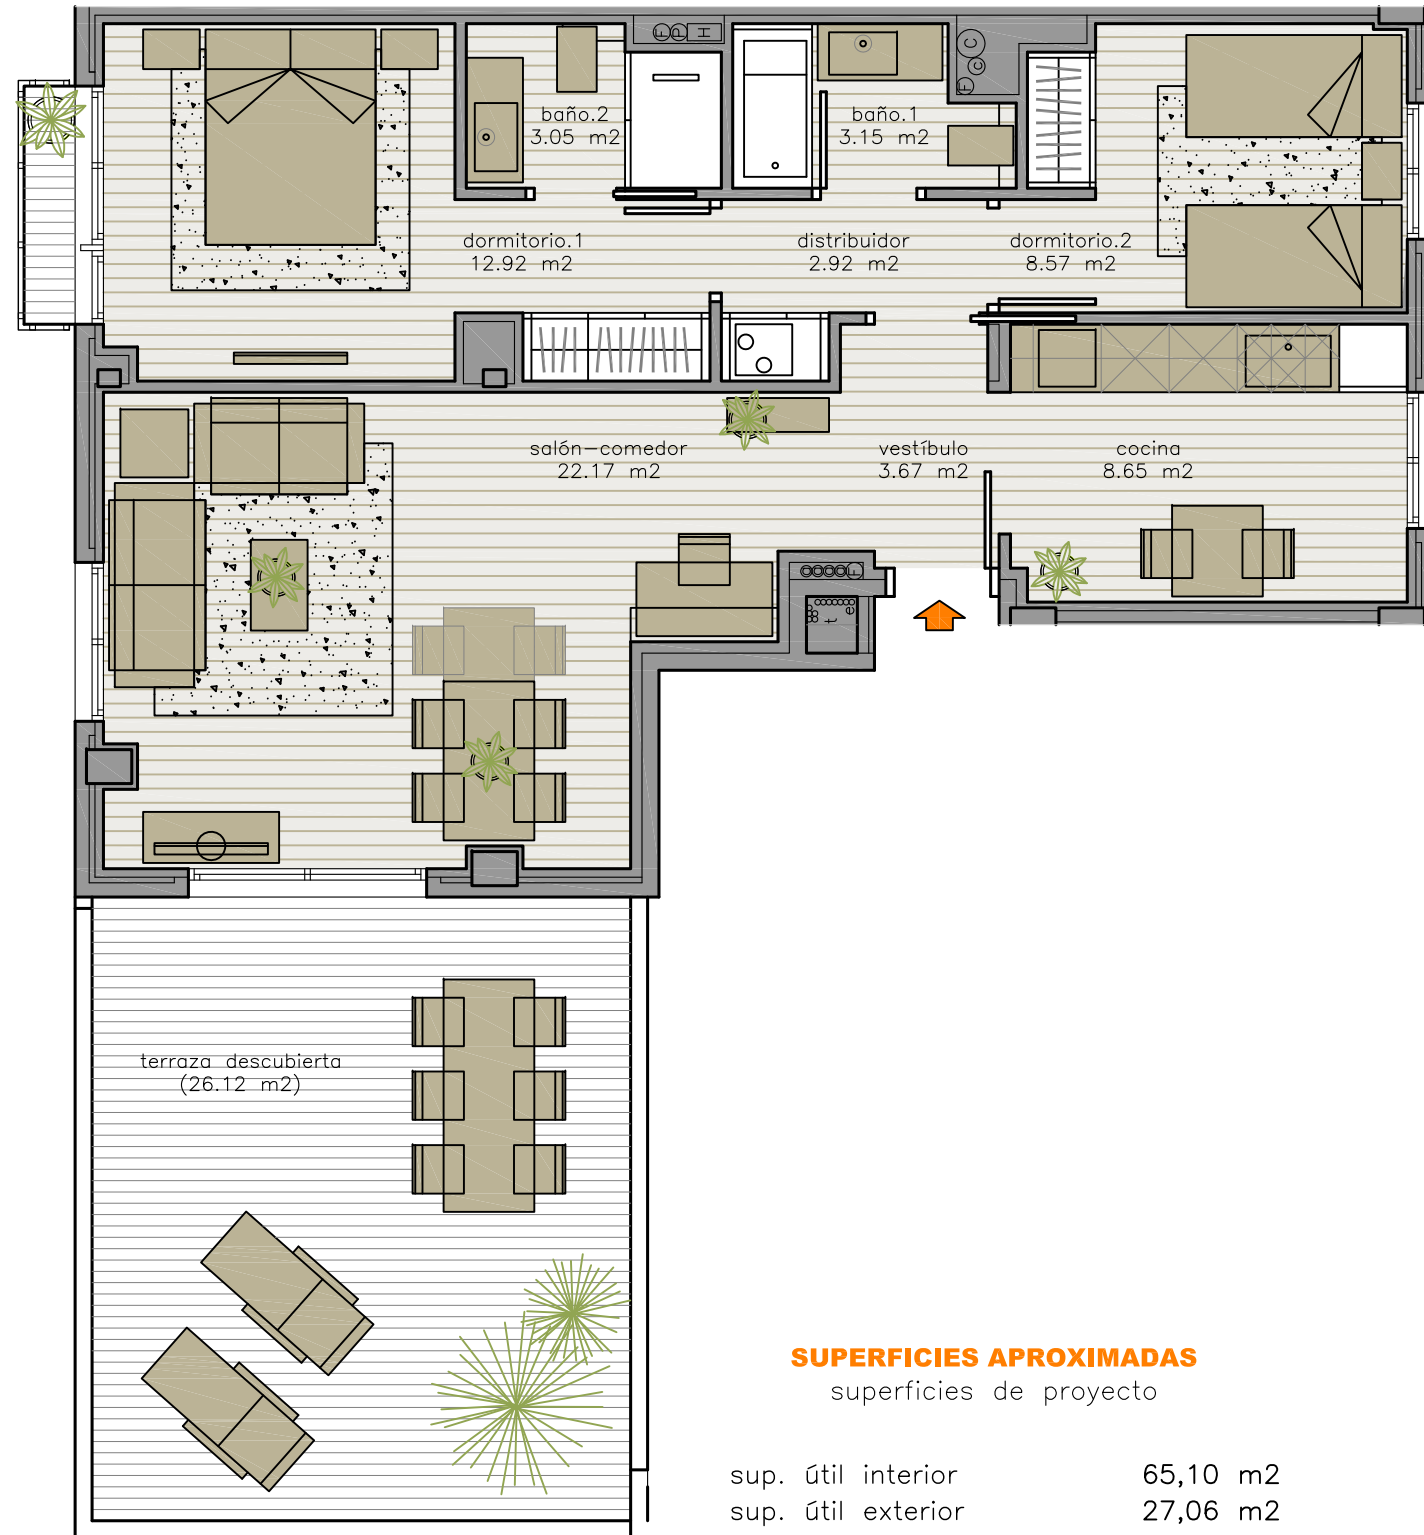 F P H
C
C
F
baño.2
3.05 m2
baño.1
3.15 m2
dormitorio.1
12.92 m2
distribuidor
2.92 m2
dormitorio.2
8.57 m2
salón-comedor
22.17 m2
vestíbulo
3.67 m2
cocina
8.65 m2
F
t e
terraza descubierta
(26.12 m2)
SUPERFICIES APROXIMADAS
superficies de proyecto
sup. útil interior 65,10 m2
sup. útil exterior 27,06 m2